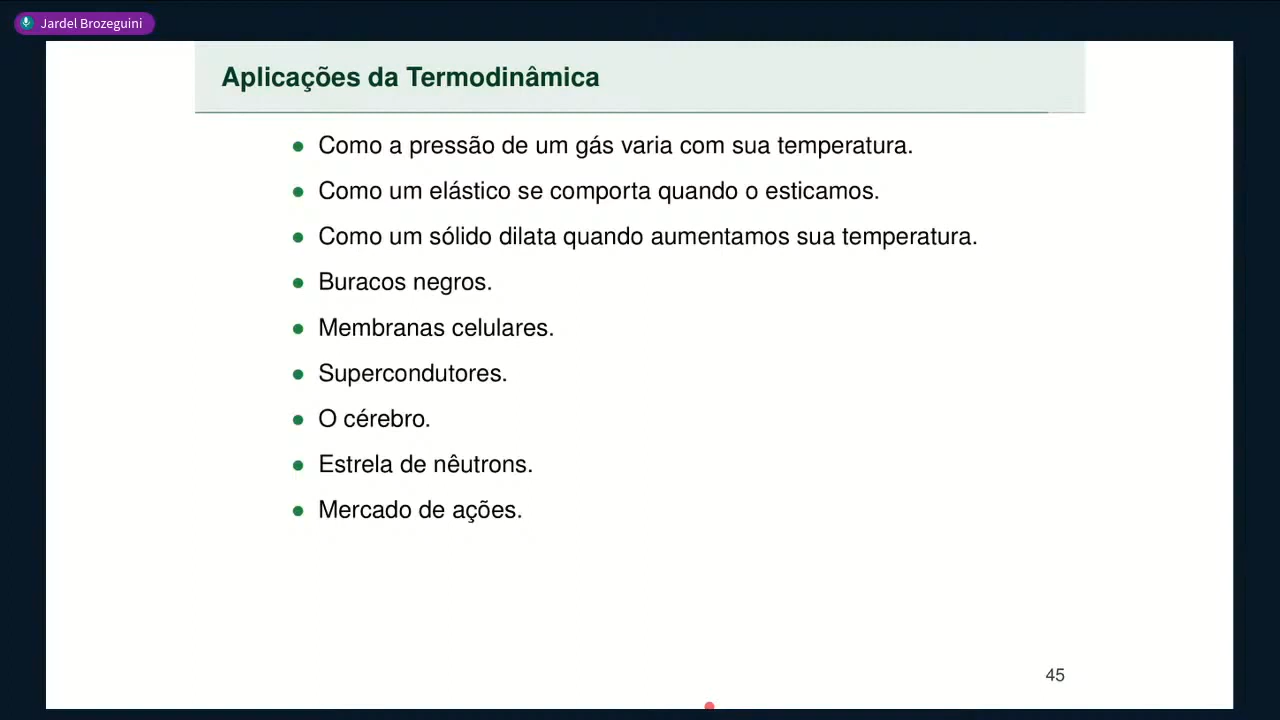 Jardel Brozeguini
Aplicações da Termodinâmica
Como a pressão de um gás varia com sua temperatura.
Como um elástico se comporta quando o esticamos.
Como um sólido dilata quando aumentamos sua temperatura.
Buracos negros.
Membranas celulares.
Supercondutores.
O cérebro.
Estrela de nêutrons.
Mercado de ações.
45